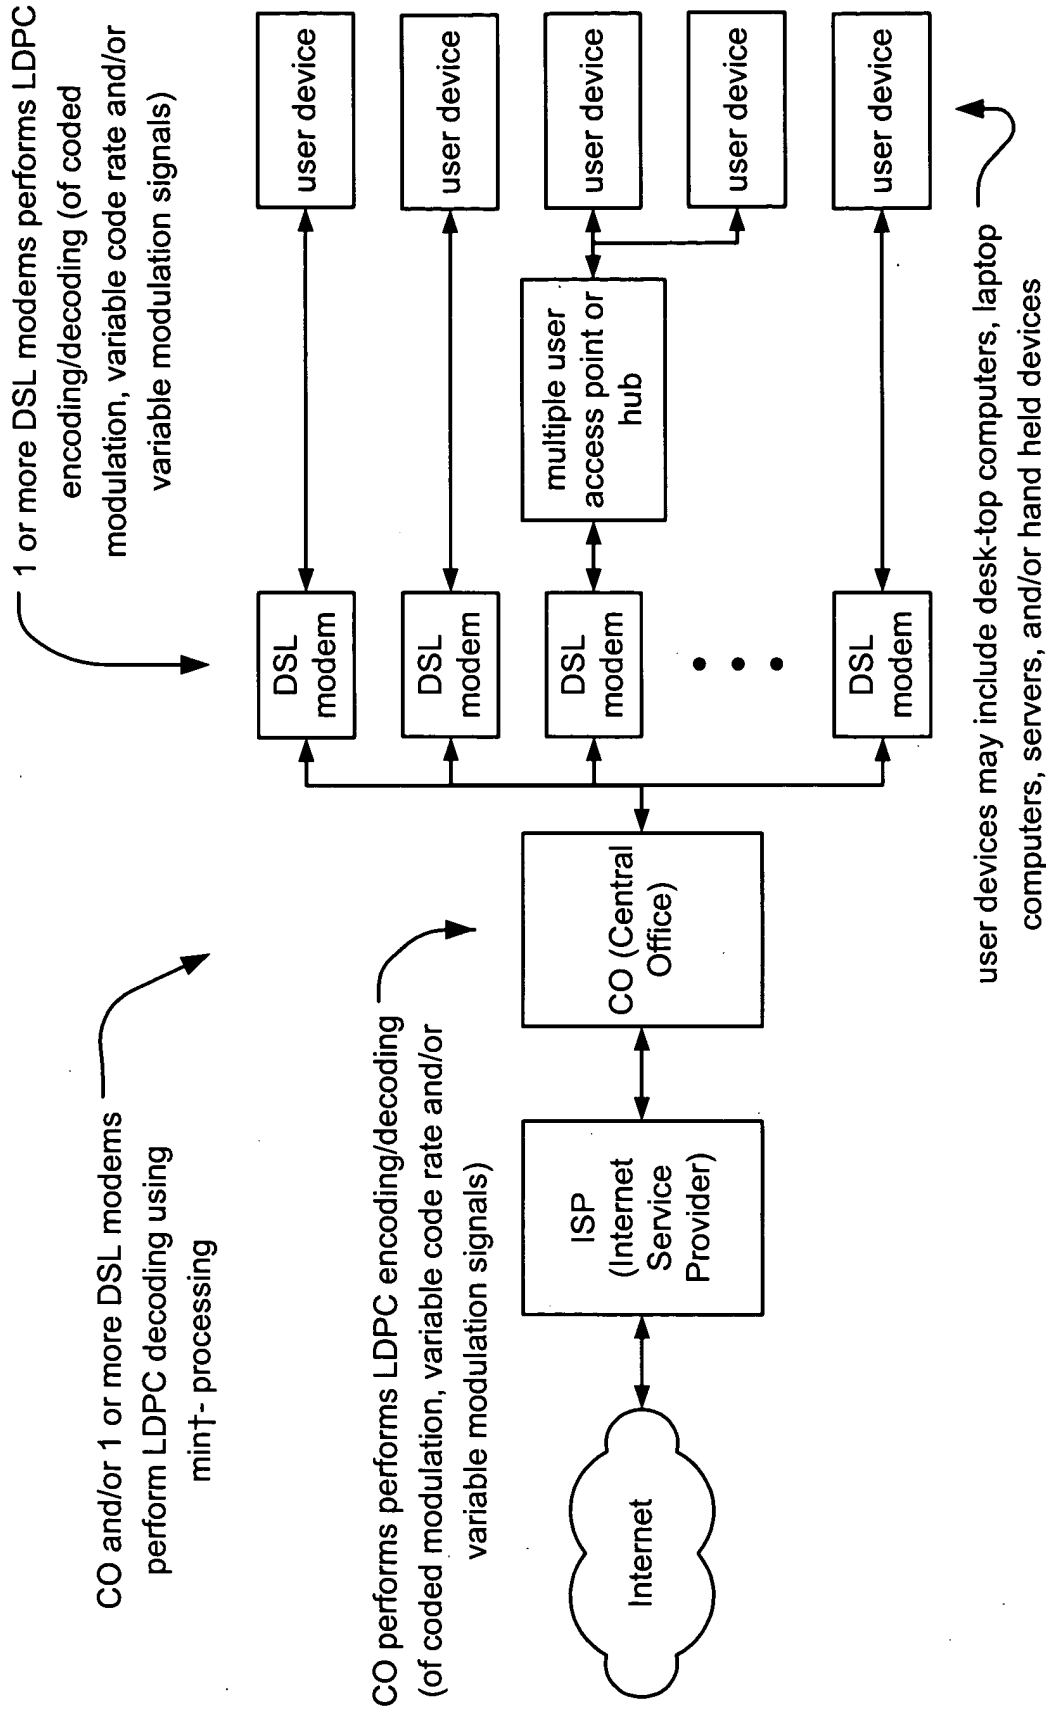 1 or more DSL modems performs LDPC
encoding/decoding (of coded
modulation, variable code rate and/or
variable modulation signals)
CO and/or 1 or more DSL modems
perform LDPC decoding using
min†- processing
CO performs performs LDPC encoding/decoding
(of coded modulation, variable code rate and/or
variable modulation signals)
Internet
ISP
(Internet
Service
Provider)
CO (Central
Office)
DSL
modem
user device
DSL
modem
user device
DSL
modem
multiple user
access point or
hub
user device
user device
DSL
modem
user device
user devices may include desk-top computers, laptop
computers, servers, and/or hand held devices